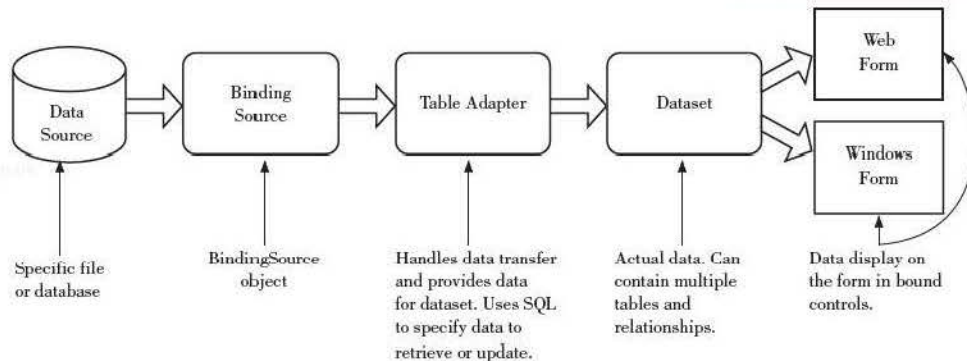 Web
Form
Data
Source
Binding
Source
Table Adapter
Dataset
Windows
Form
Specific file
or database
BindingSource
object
Handles data transfer
and provides data
for dataset. Uses SQL
to specify data to
retrieve or update.
Actual data. Can
contain multiple
tables and
relationships.
Data display on
the form in bound
controls.